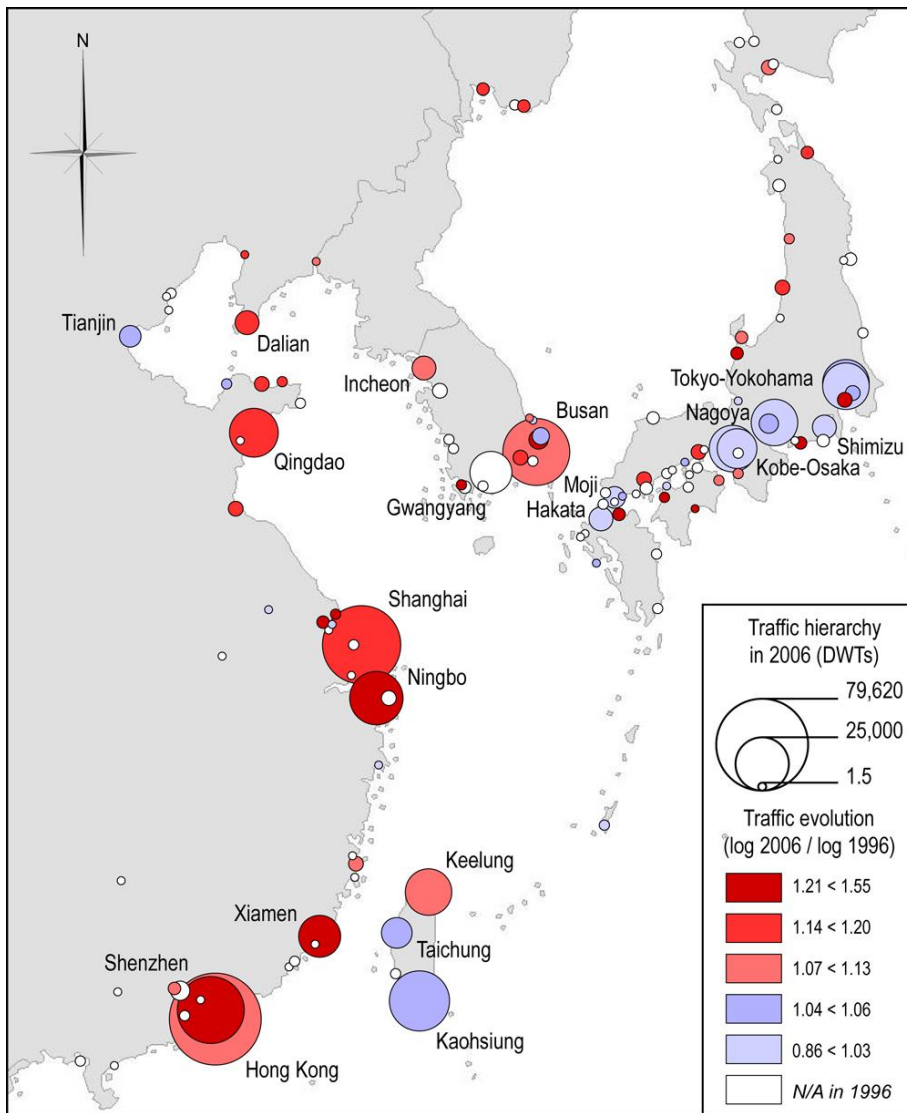 N
Tianjin
Dalian
Incheon
Tokyo-Yokohama
Busan
Nagoya
Qingdao
Shimizu
Moji
Kobe-Osaka
Gwangyang
Hakata
Shanghai
Ningbo
Keelung
Xiamen
Taichung
Shenzhen
Kaohsiung
Hong Kong
Traffic hierarchy
in 2006 (DWTs)
79,620
25,000
1.5
Traffic evolution
(log 2006 / log 1996)
1.21 < 1.55
1.14 < 1.20
1.07 < 1.13
1.04 < 1.06
0.86 < 1.03
N/A in 1996